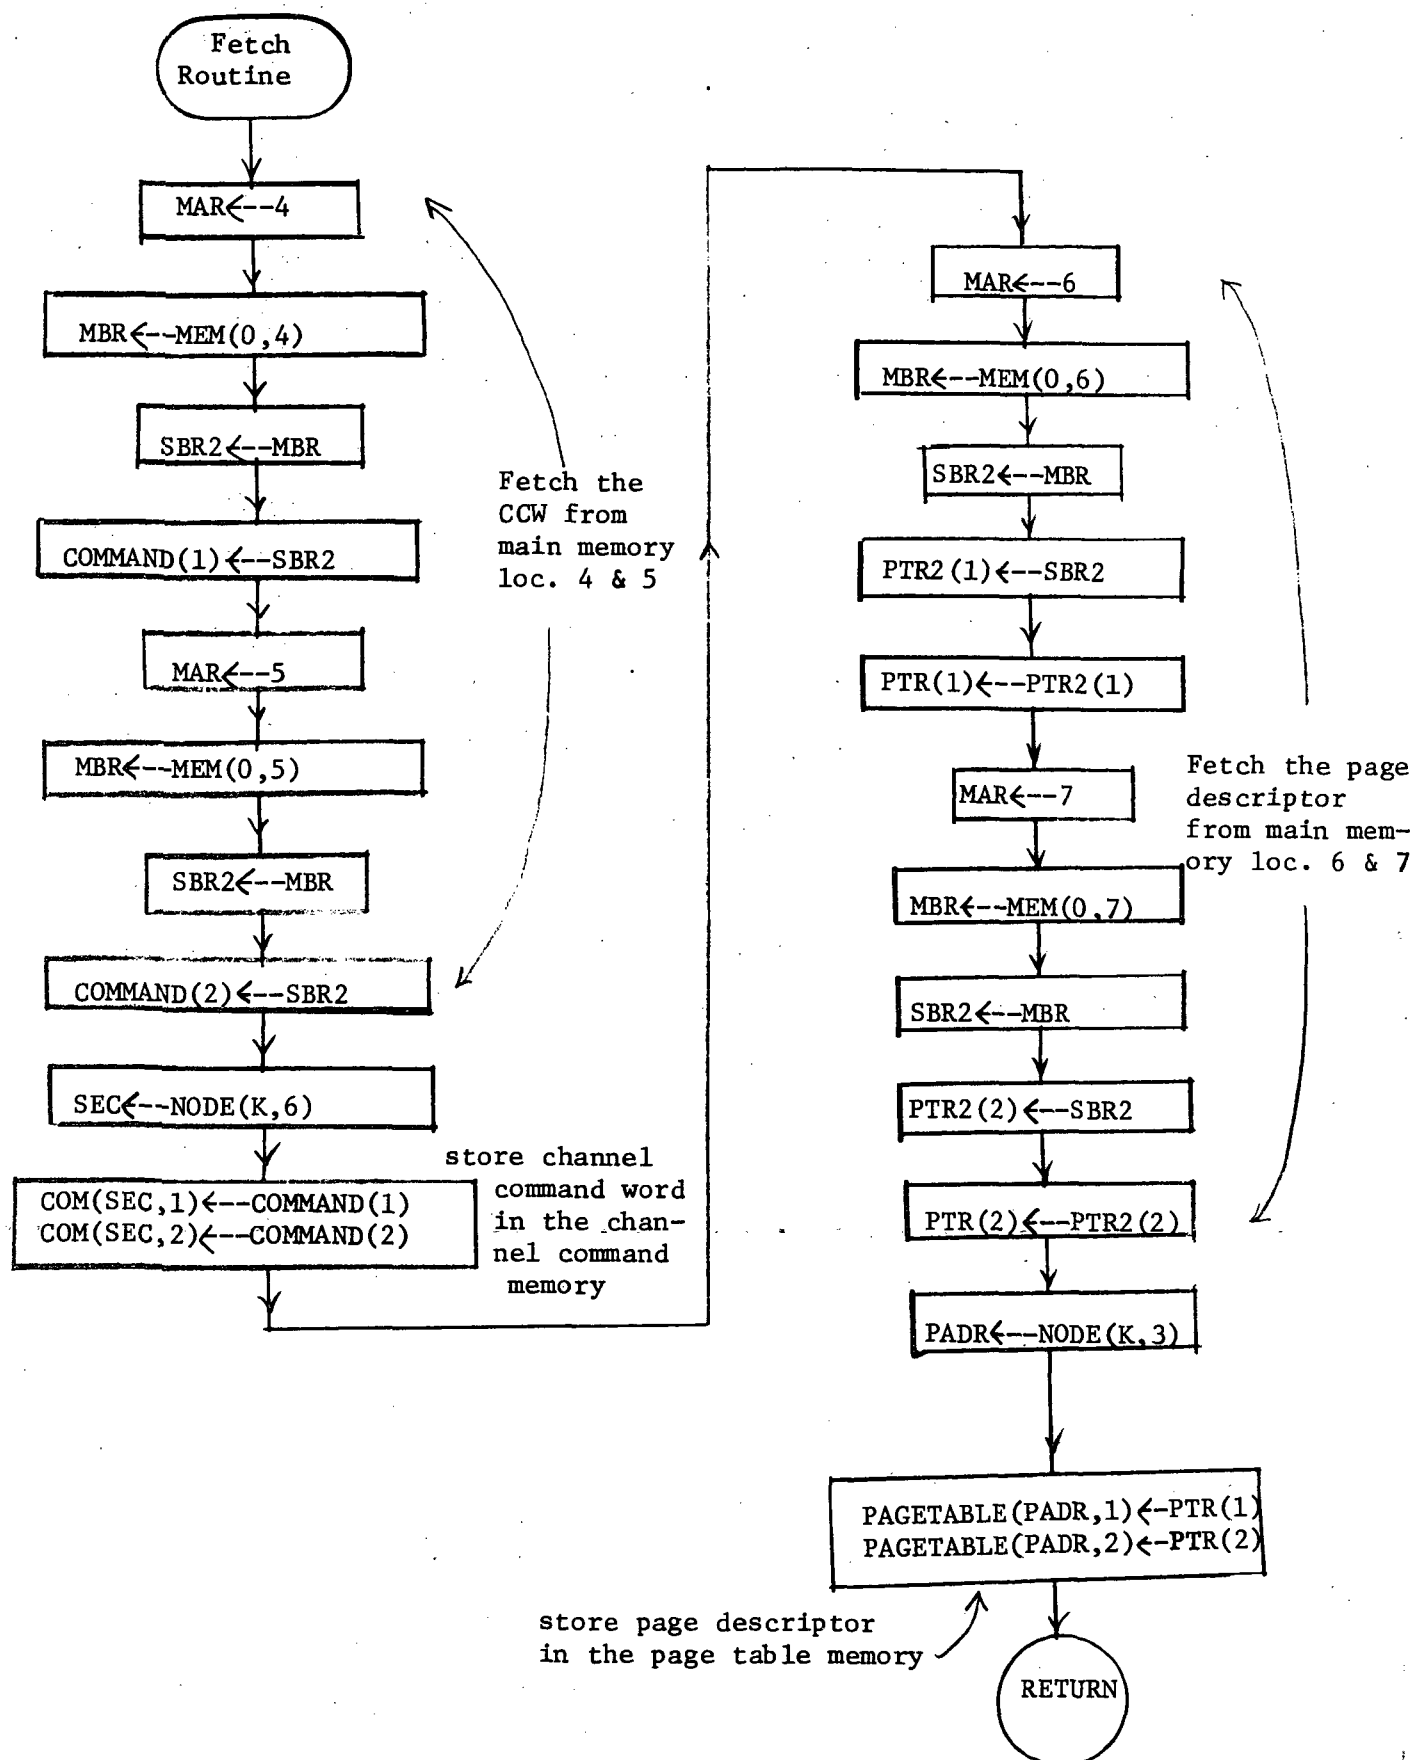 Fetch
Routine
MAR<--4
MBR<--MEM(0,4)
SBR2<--MBR
COMMAND(1)<--SBR2
MAR<--5
MBR<--MEM(0,5)
SBR2<--MBR
COMMAND(2)<--SBR2
SEC<--NODE(K,6)
COM(SEC,1)<--COMMAND(1)
COM(SEC,2)<--COMMAND(2)
Fetch the
CCW from
main memory
loc. 4 & 5
store channel
command word
in the chan-
nel command
memory
MAR<--6
MBR<--MEM(0,6)
SBR2<--MBR
PTR2(1)<--SBR2
PTR(1)<--PTR2(1)
MAR<--7
MBR<--MEM(0,7)
SBR2<--MBR
PTR2(2)<--SBR2
PTR(2)<--PTR2(2)
PADR<--NODE(K,3)
PAGETABLE(PADR,1)<-PTR(1)
PAGETABLE(PADR,2)<-PTR(2)
Fetch the page
descriptor
from main mem-
ory loc. 6 & 7
store page descriptor
in the page table memory
RETURN